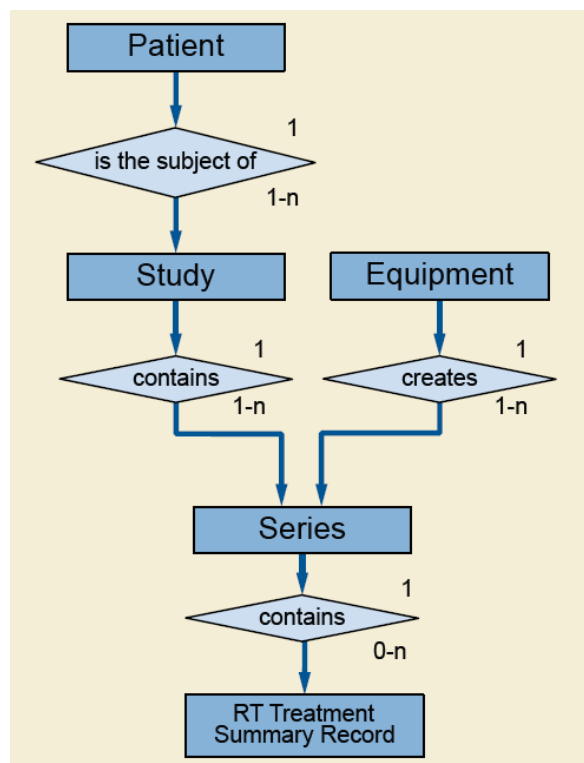 Patient
1
is the subject of
1-n
Study
Equipment
1
1
contains
creates
1-n
1-n
Series
1
contains
0-n
RT Treatment
Summary Record